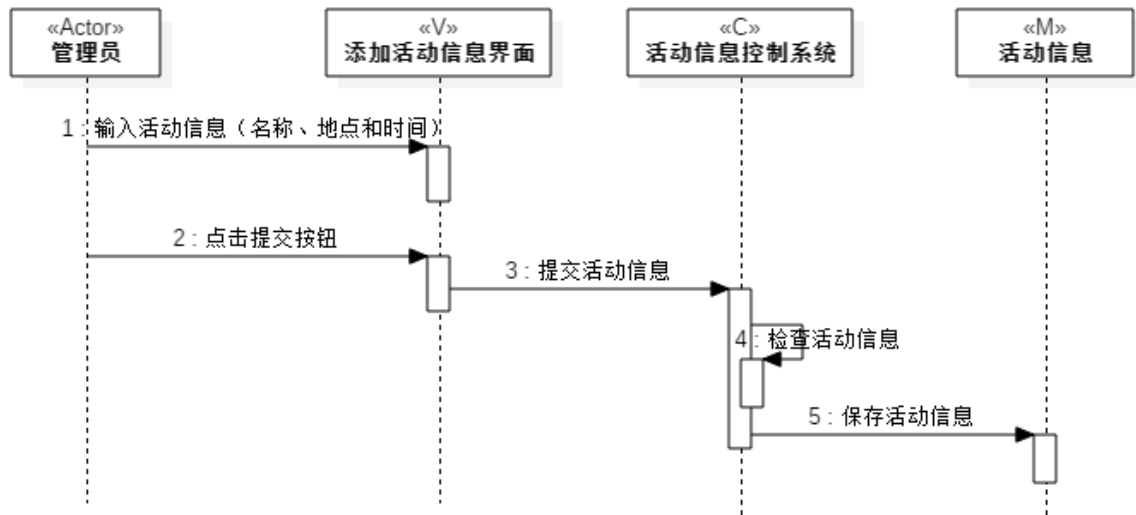 «Actor»
管理员
«V»
添加活动信息界面
«C»
活动信息控制系统
«M»
活动信息
1 : 输入活动信息（名称、地点和时间）
2 : 点击提交按钮
3 : 提交活动信息
4 : 检查活动信息
5 : 保存活动信息